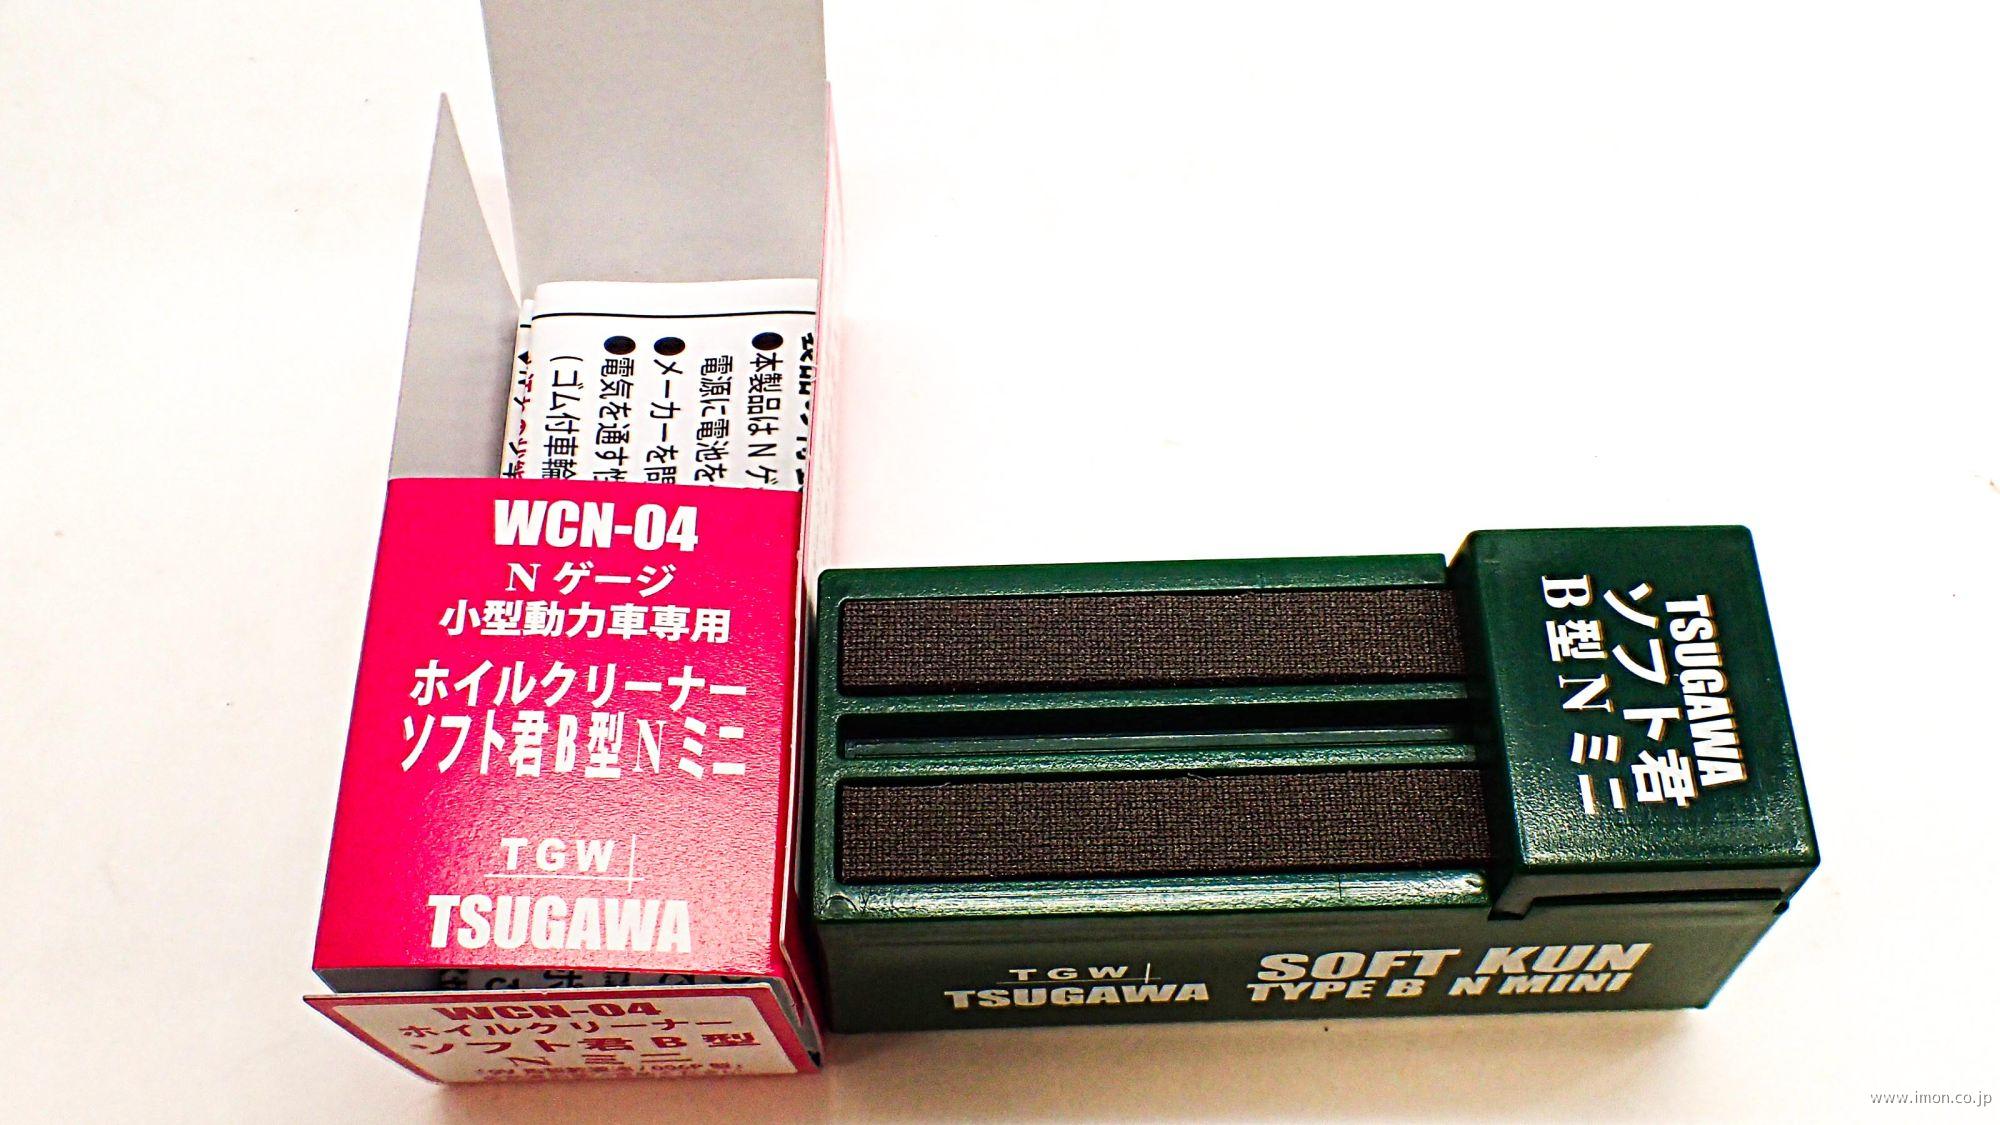 ●本製品はNゲ
電源に電池を
●メーカーを問
●電気を通す性
（ゴム付車輪
WCN-04
Nゲージ
小型動力車専用
ホイルクリーナー
ソフト君B型Nミニ
TGW
TSUGAWA
WCN-04
ホイルクリーナー
ソフト君B型
Nミニ
TSUGAWA
ソフト君
B型Nミニ
TGW
TSUGAWA
SOFT KUN
TYPE B N MINI
www.imon.co.jp